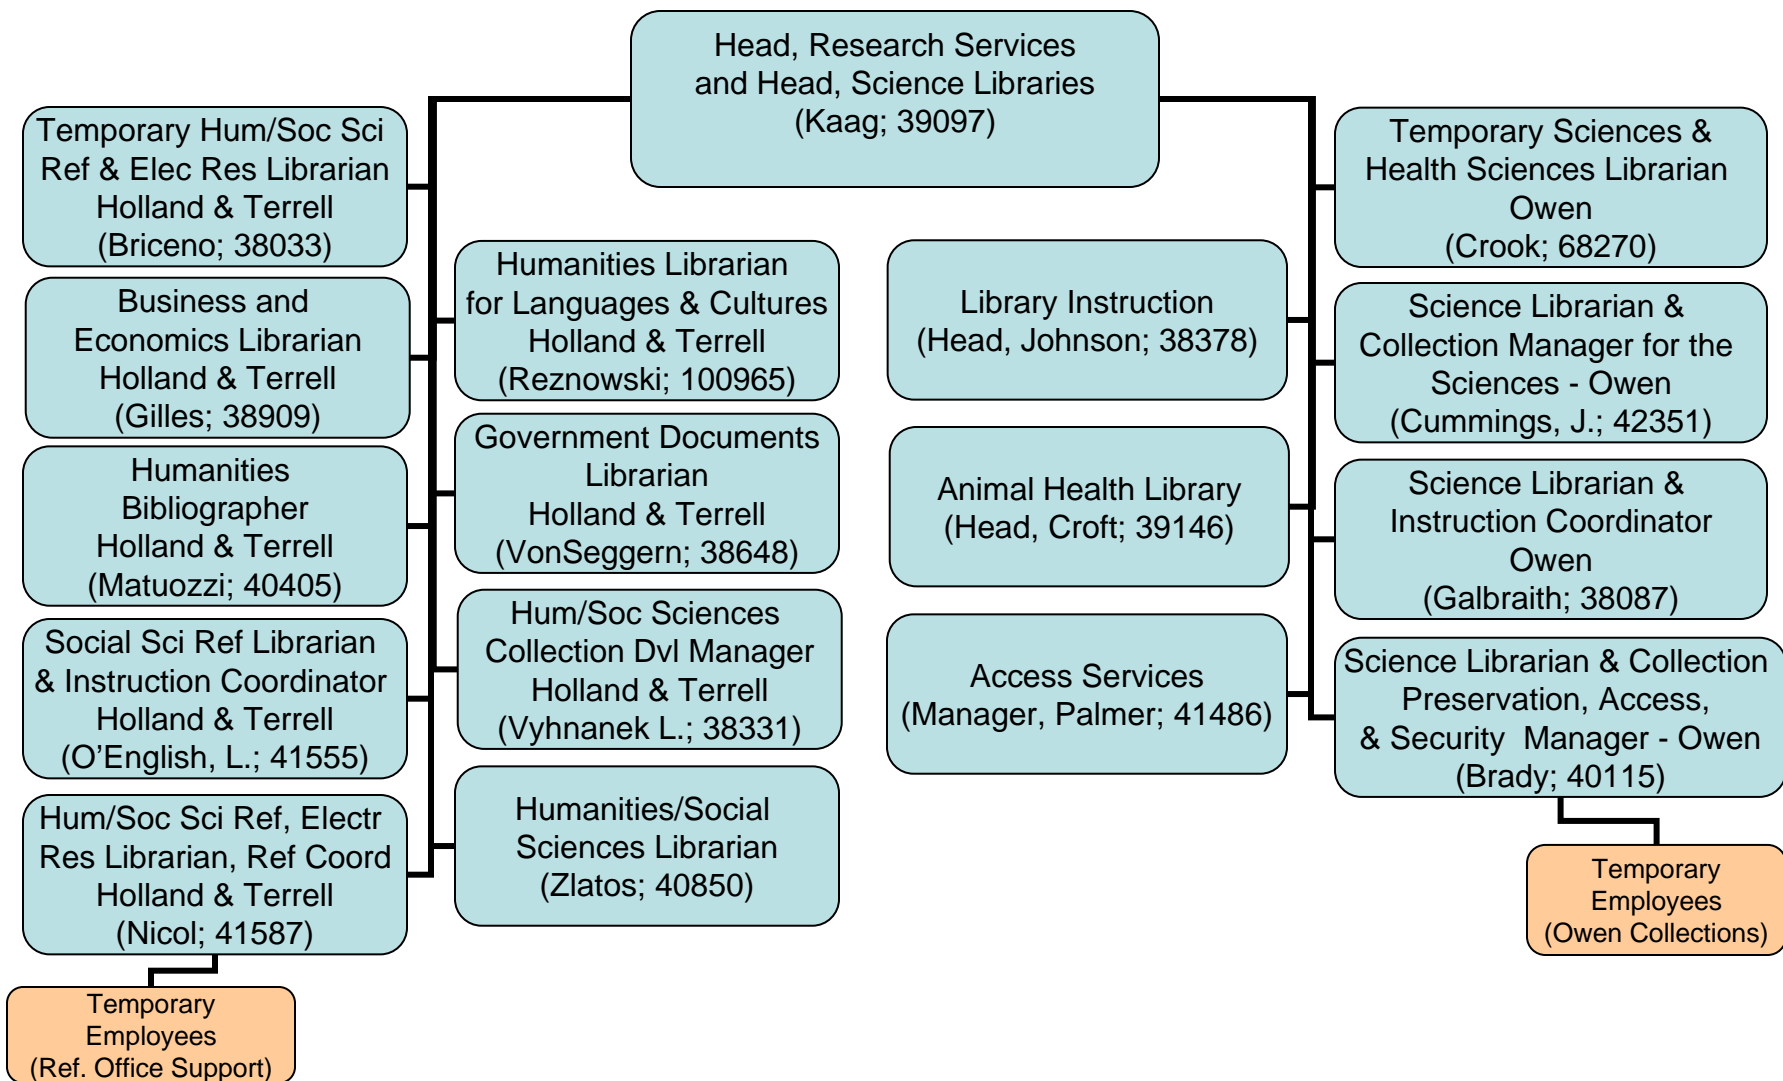 Head, Research Services
and Head, Science Libraries
(Kaag; 39097)
Temporary Hum/Soc Sci
Ref & Elec Res Librarian
Holland & Terrell
(Briceno; 38033)
Business and
Economics Librarian
Holland & Terrell
(Gilles; 38909)
Humanities
Bibliographer
Holland & Terrell
(Matuozzi; 40405)
Social Sci Ref Librarian
& Instruction Coordinator
Holland & Terrell
(O’English, L.; 41555)
Hum/Soc Sci Ref, Electr
Res Librarian, Ref Coord
Holland & Terrell
(Nicol; 41587)
Temporary
Employees
(Ref. Office Support)
Humanities Librarian
for Languages & Cultures
Holland & Terrell
(Reznowski; 100965)
Government Documents
Librarian
Holland & Terrell
(VonSeggern; 38648)
Hum/Soc Sciences
Collection Dvl Manager
Holland & Terrell
(Vyhnanek L.; 38331)
Humanities/Social
Sciences Librarian
(Zlatos; 40850)
Library Instruction
(Head, Johnson; 38378)
Animal Health Library
(Head, Croft; 39146)
Access Services
(Manager, Palmer; 41486)
Temporary Sciences &
Health Sciences Librarian
Owen
(Crook; 68270)
Science Librarian &
Collection Manager for the
Sciences - Owen
(Cummings, J.; 42351)
Science Librarian &
Instruction Coordinator
Owen
(Galbraith; 38087)
Science Librarian & Collection
Preservation, Access,
& Security Manager - Owen
(Brady; 40115)
Temporary
Employees
(Owen Collections)